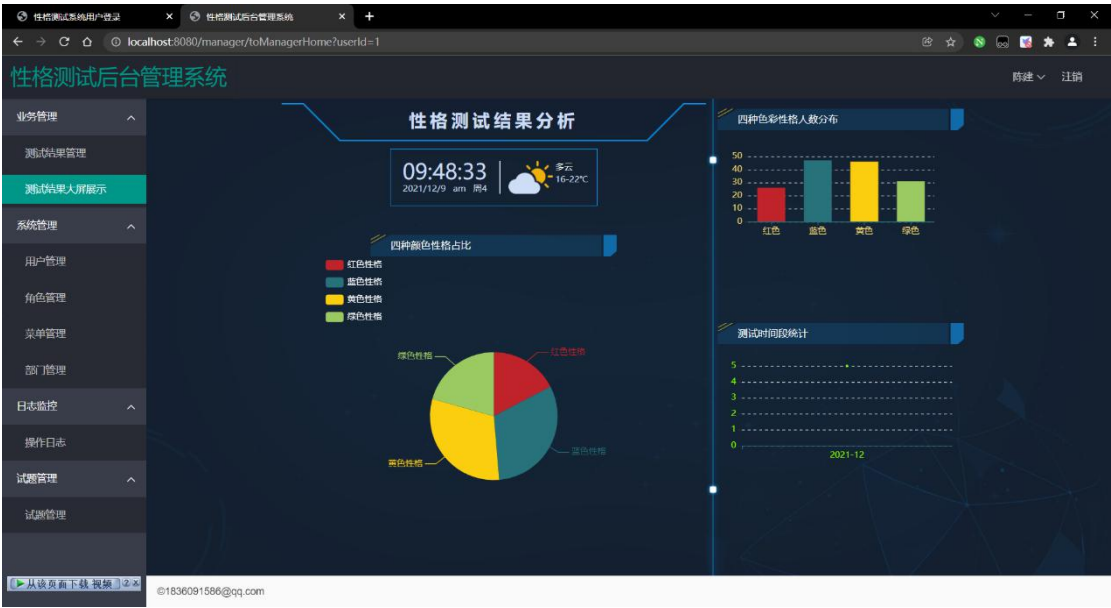 性格测试系统用户登录
性格测试后台管理系统
localhost:8080/manager/toManagerHome?userId=1
性格测试后台管理系统
陈建
注销
业务管理
测试结果管理
测试结果大屏展示
系统管理
用户管理
角色管理
菜单管理
部门管理
日志监控
操作日志
试题管理
试题管理
从该页面下载 视频
性格测试结果分析
09:48:33
2021/12/9 am 周4
多云
16-22℃
四种颜色性格占比
红色性格
蓝色性格
黄色性格
绿色性格
绿色性格
红色性格
黄色性格
蓝色性格
四种色彩性格人数分布
50
40
30
20
10
0
红色 蓝色 黄色 绿色
测试时间段统计
5
4
3
2
1
0
2021-12
©1836091586@qq.com